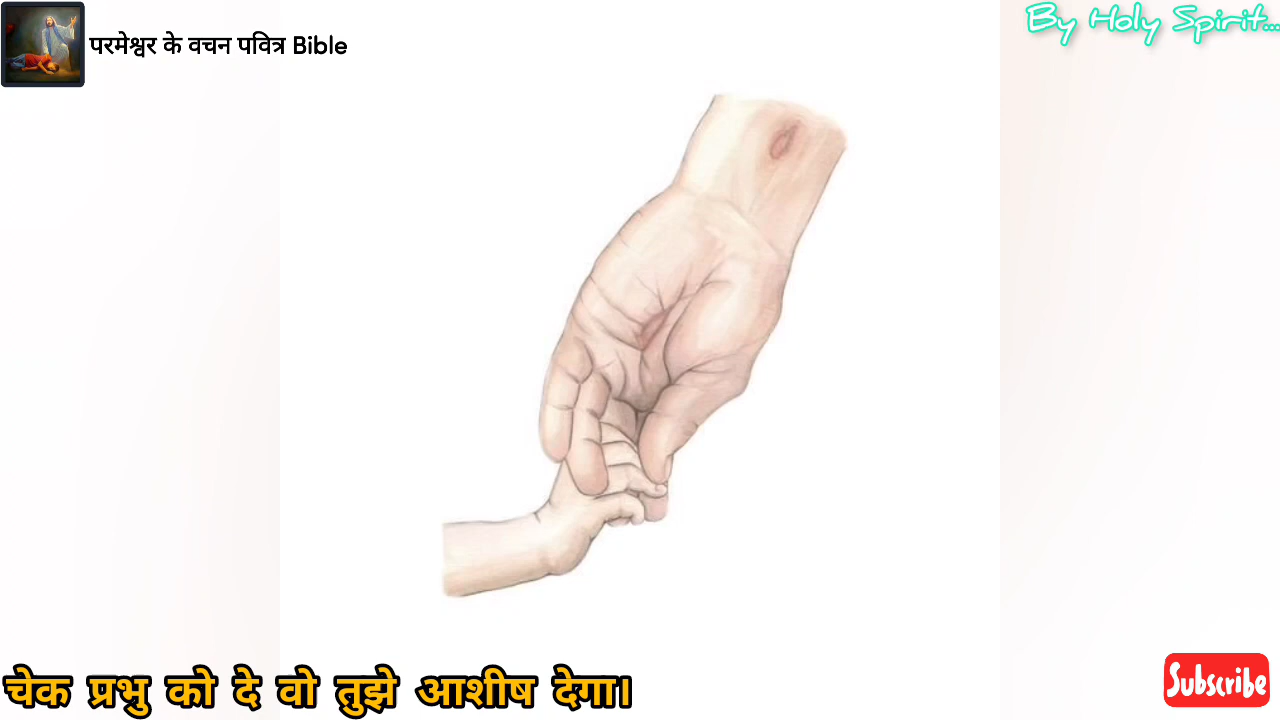 परमेश्वर के वचन पवित्र Bible
By Holy Spirit...
चेक प्रभु को दे वो तुझे आशीष देगा।
Subscribe